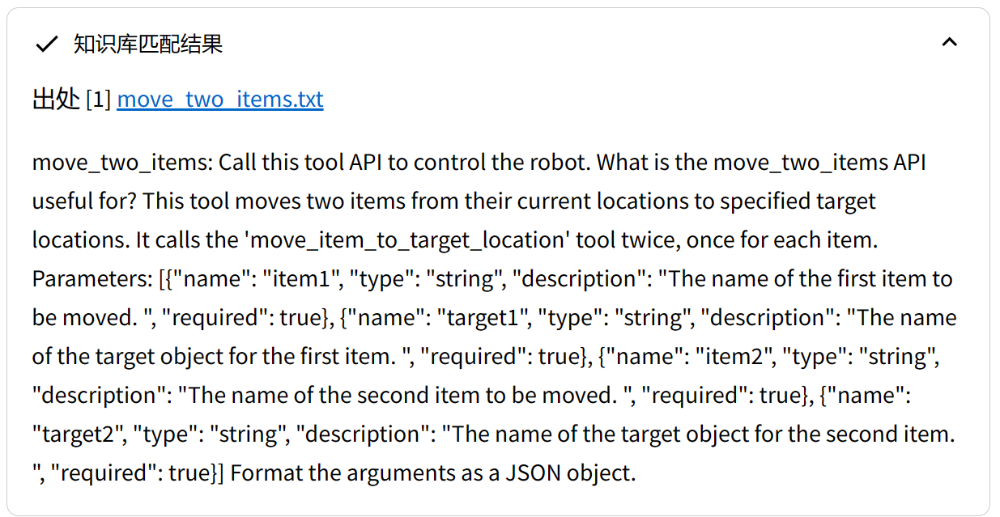 知识库匹配结果
出处 [1] move_two_items.txt
move_two_items: Call this tool API to control the robot. What is the move_two_items API
useful for? This tool moves two items from their current locations to specified target
locations. It calls the 'move_item_to_target_location' tool twice, once for each item.
Parameters: [{"name": "item1", "type": "string", "description": "The name of the first item to
be moved. ", "required": true}, {"name": "target1", "type": "string", "description": "The name
of the target object for the first item. ", "required": true}, {"name": "item2", "type": "string",
"description": "The name of the second item to be moved. ", "required": true}, {"name":
"target2", "type": "string", "description": "The name of the target object for the second item.
", "required": true}] Format the arguments as a JSON object.